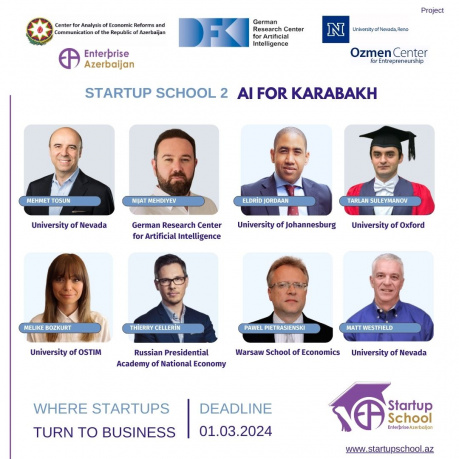 Project
Center for Analysis of Economic Reforms and
Communication of the Republic of Azerbaijan
DFKI
German
Research Center
for Artificial
Intelligence
N
University of Nevada, Reno
EA
Enterprise
Azerbaijan
Ozmen Center
for Entrepreneurship
STARTUP SCHOOL 2 AI FOR KARABAKH
MEHMET TOSUN
University of Nevada
NIJAT MEHDIYEV
German Research Center
for Artificial Intelligence
ELDRID JORDAAN
University of Johannesburg
TARLAN SULEYMANOV
University of Oxford
MELIKE BOZKURT
University of OSTIM
THIERRY CELLERIN
Russian Presidential
Academy of National Economy
PAWEL PIETRASIENSKI
Warsaw School of Economics
MATT WESTFIELD
University of Nevada
WHERE STARTUPS
TURN TO BUSINESS
DEADLINE
01.03.2024
EA
Startup
School
EnterpriseAzerbaijan
www.startupschool.az